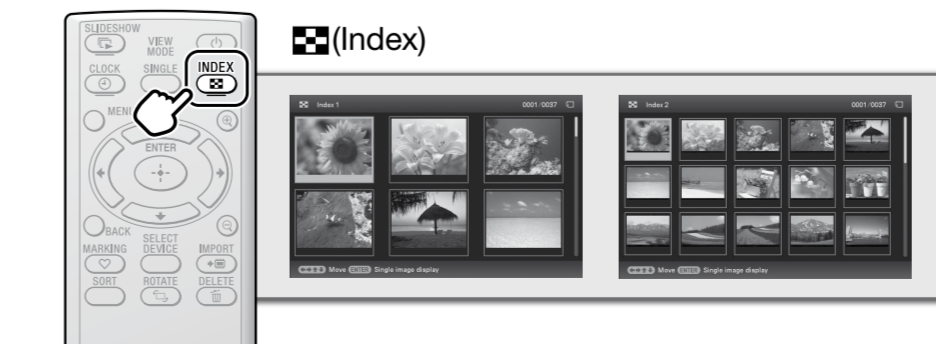 SLIDESHOW
VIEW
MODE
CLOCK
SINGLE
INDEX
MENU
ENTER
BACK
MARKING
SELECT
DEVICE
IMPORT
SORT
ROTATE
DELETE
(Index)
Index 1 0001/0037
Move ENTER Single image display
Index 2 0001/0037
Move ENTER Single image display